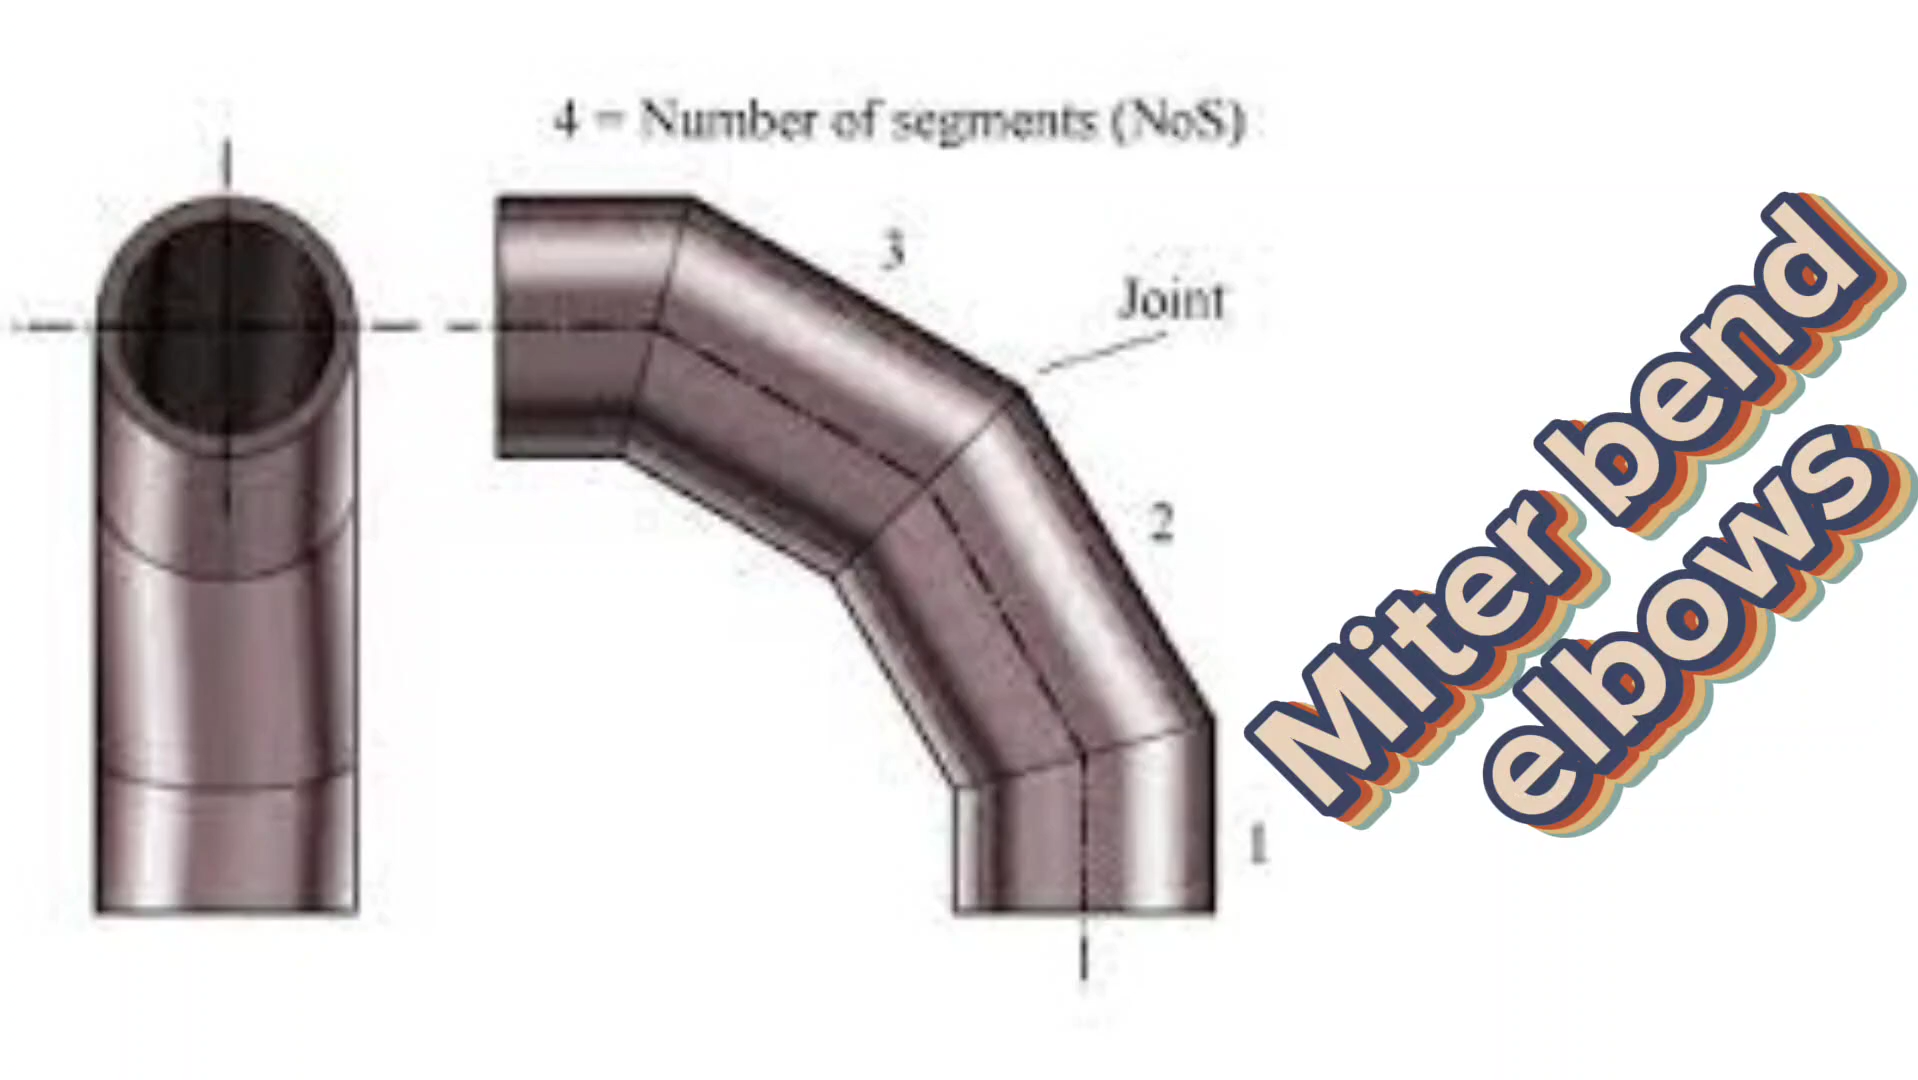 4 = Number of segments (NoS)
3
Joint
2
1
Miter bend
elbows